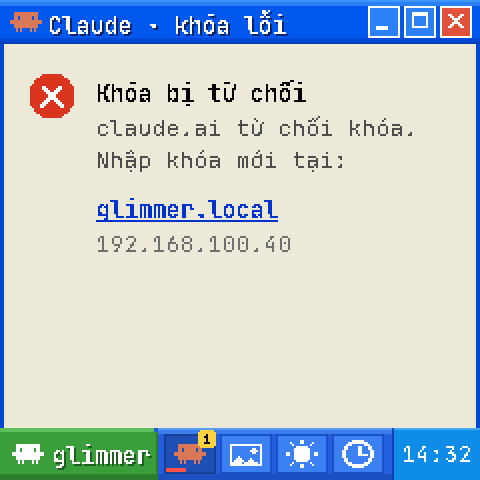 Claude - khóa lỗi
Khóa bị từ chối
claude.ai từ chối khóa.
Nhập khóa mới tại:
glimmer.local
192.168.100.40
glimmer
1
14:32